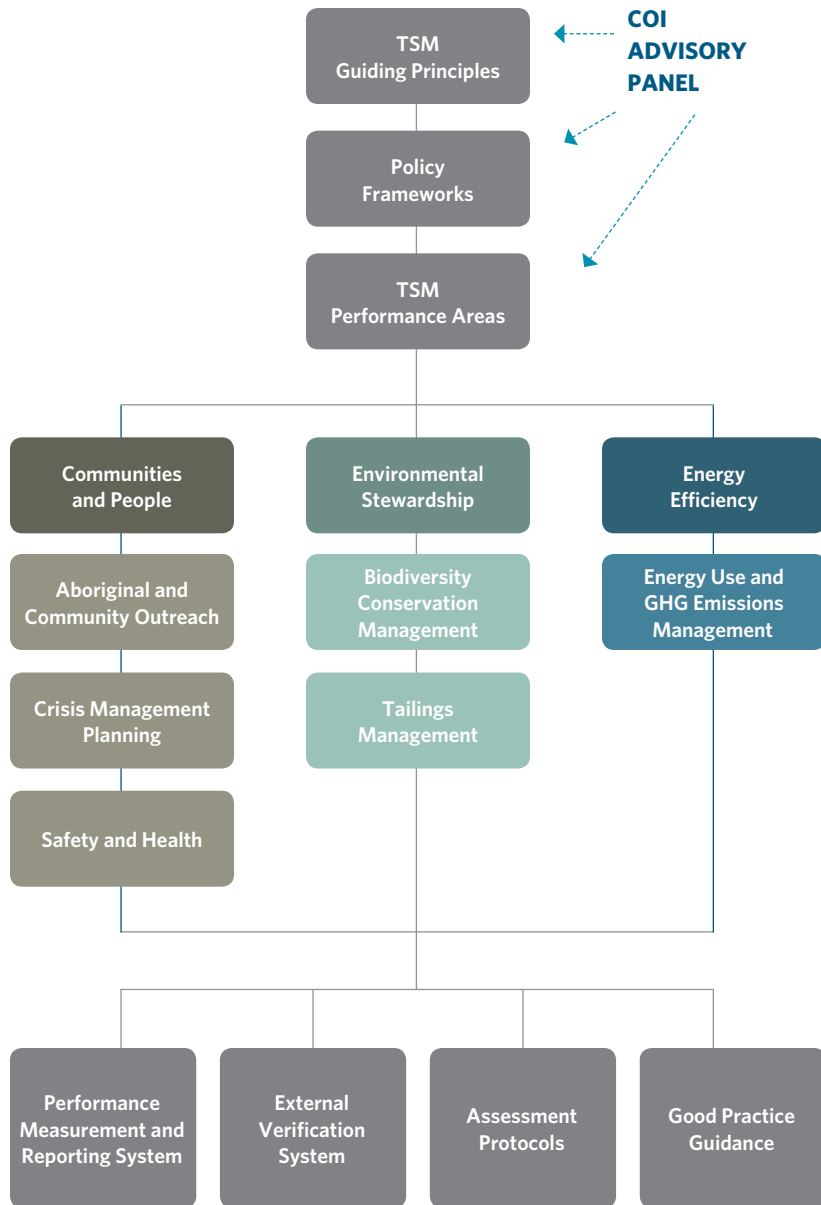 TSM
Guiding Principles
COI
ADVISORY
PANEL
Policy
Frameworks
TSM
Performance Areas
Communities
and People
Environmental
Stewardship
Energy
Efficiency
Aboriginal and
Community Outreach
Biodiversity
Conservation
Management
Energy Use and
GHG Emissions
Management
Crisis Management
Planning
Tailings
Management
Safety and Health
Performance
Measurement and
Reporting System
External
Verification
System
Assessment
Protocols
Good Practice
Guidance